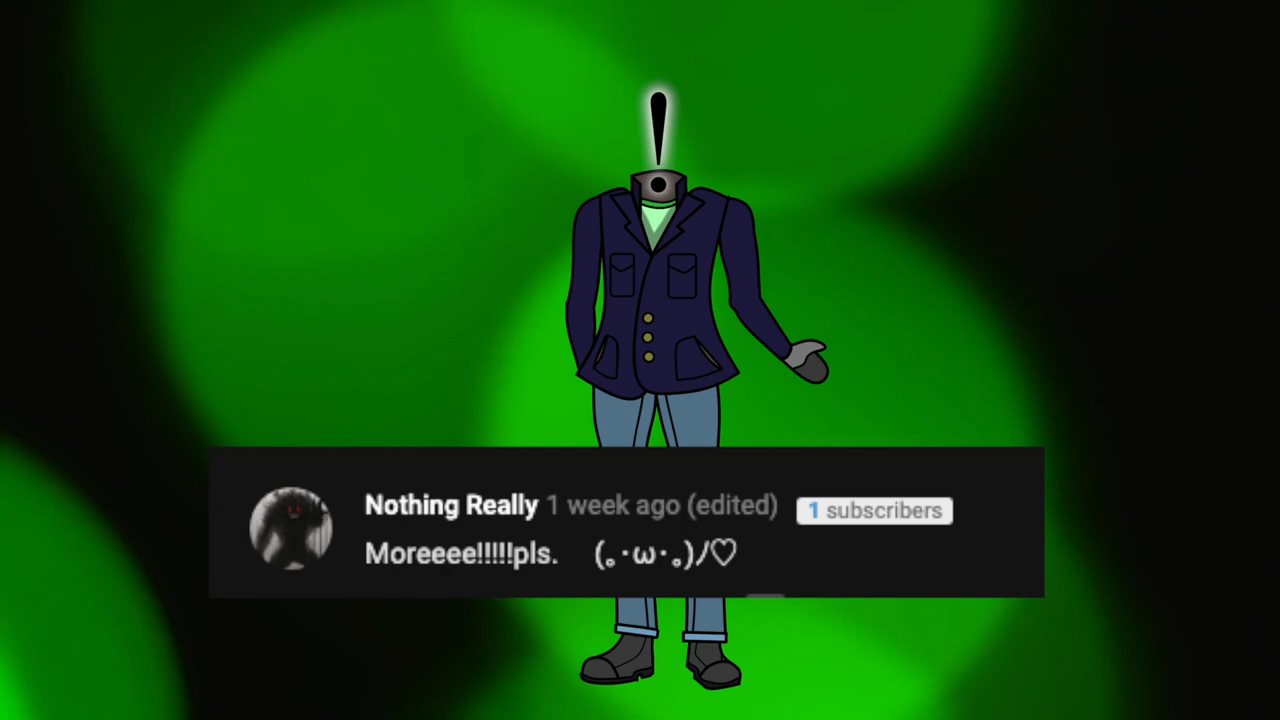 Nothing Really 1 week ago (edited) 1 subscribers
Moreeee!!!!!pls. (｡･ω･｡)ﾉ♡